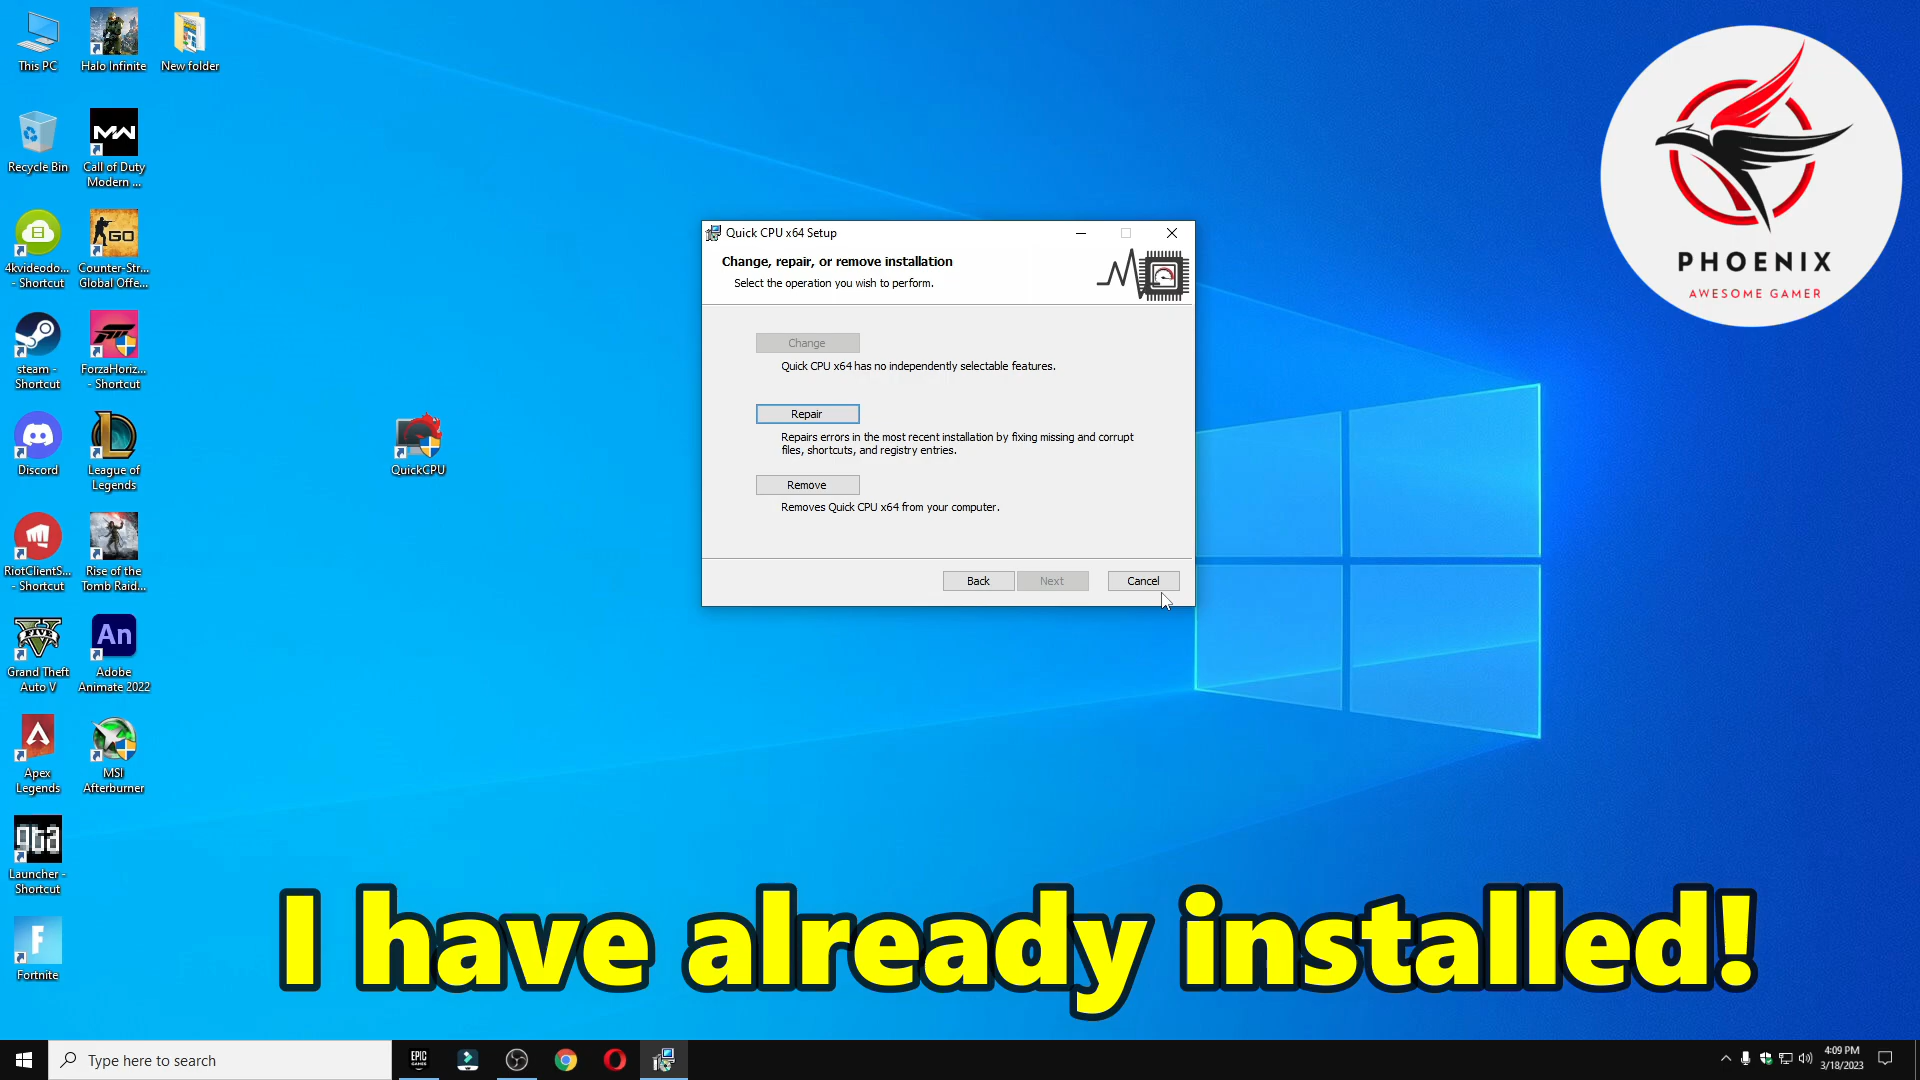 This PC
Halo Infinite
New folder
Recycle Bin
Call of Duty
Modern ...
4kvideodo...
- Shortcut
GO
Counter-Str...
Global Offe...
steam -
Shortcut
ForzaHoriz...
- Shortcut
Discord
League of
Legends
QuickCPU
RiotClientS...
- Shortcut
Rise of the
Tomb Raid...
FIVE
Grand Theft
Auto V
An
Adobe
Animate 2022
Apex
Legends
MSI
Afterburner
gta
Launcher -
Shortcut
F
Fortnite
Quick CPU x64 Setup
Change, repair, or remove installation
Select the operation you wish to perform.
Change
Quick CPU x64 has no independently selectable features.
Repair
Repairs errors in the most recent installation by fixing missing and corrupt
files, shortcuts, and registry entries.
Remove
Removes Quick CPU x64 from your computer.
Back
Next
Cancel
PHOENIX
AWESOME GAMER
I have already installed!
Type here to search
EPIC
GAMES
4:09 PM
3/18/2023